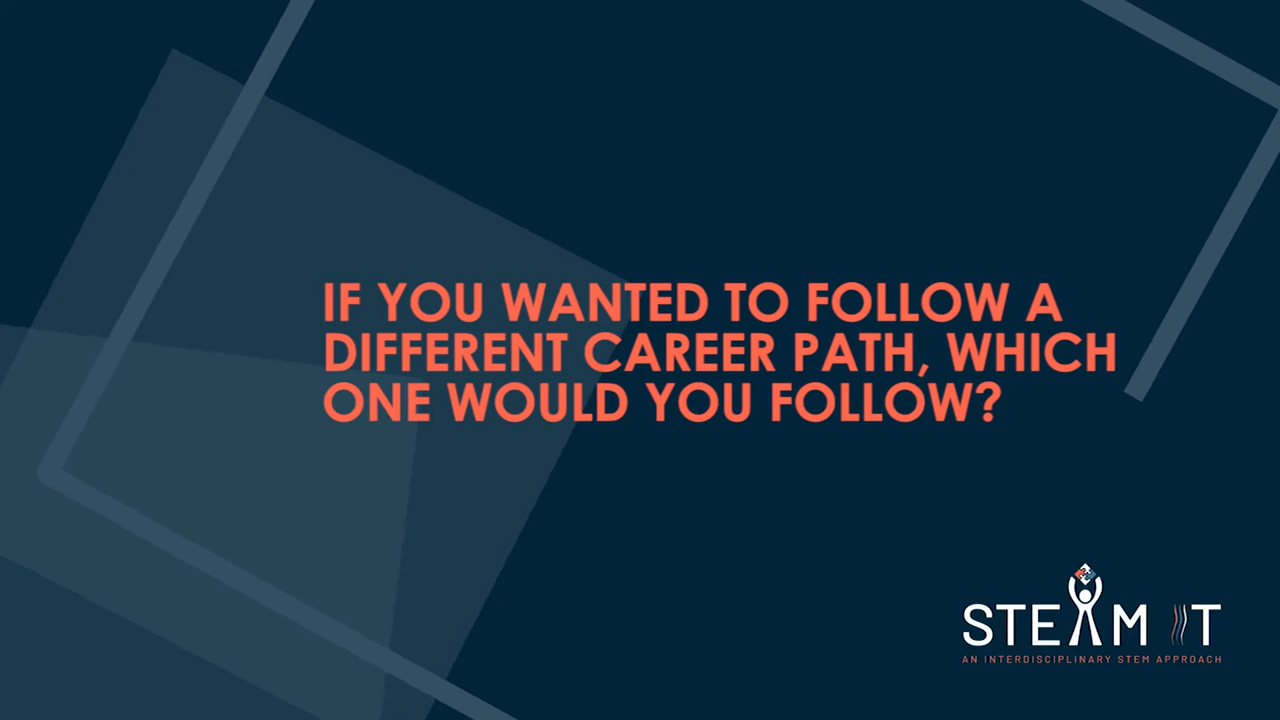 IF YOU WANTED TO FOLLOW A
DIFFERENT CAREER PATH, WHICH
ONE WOULD YOU FOLLOW?
STEAM IT
AN INTERDISCIPLINARY STEM APPROACH